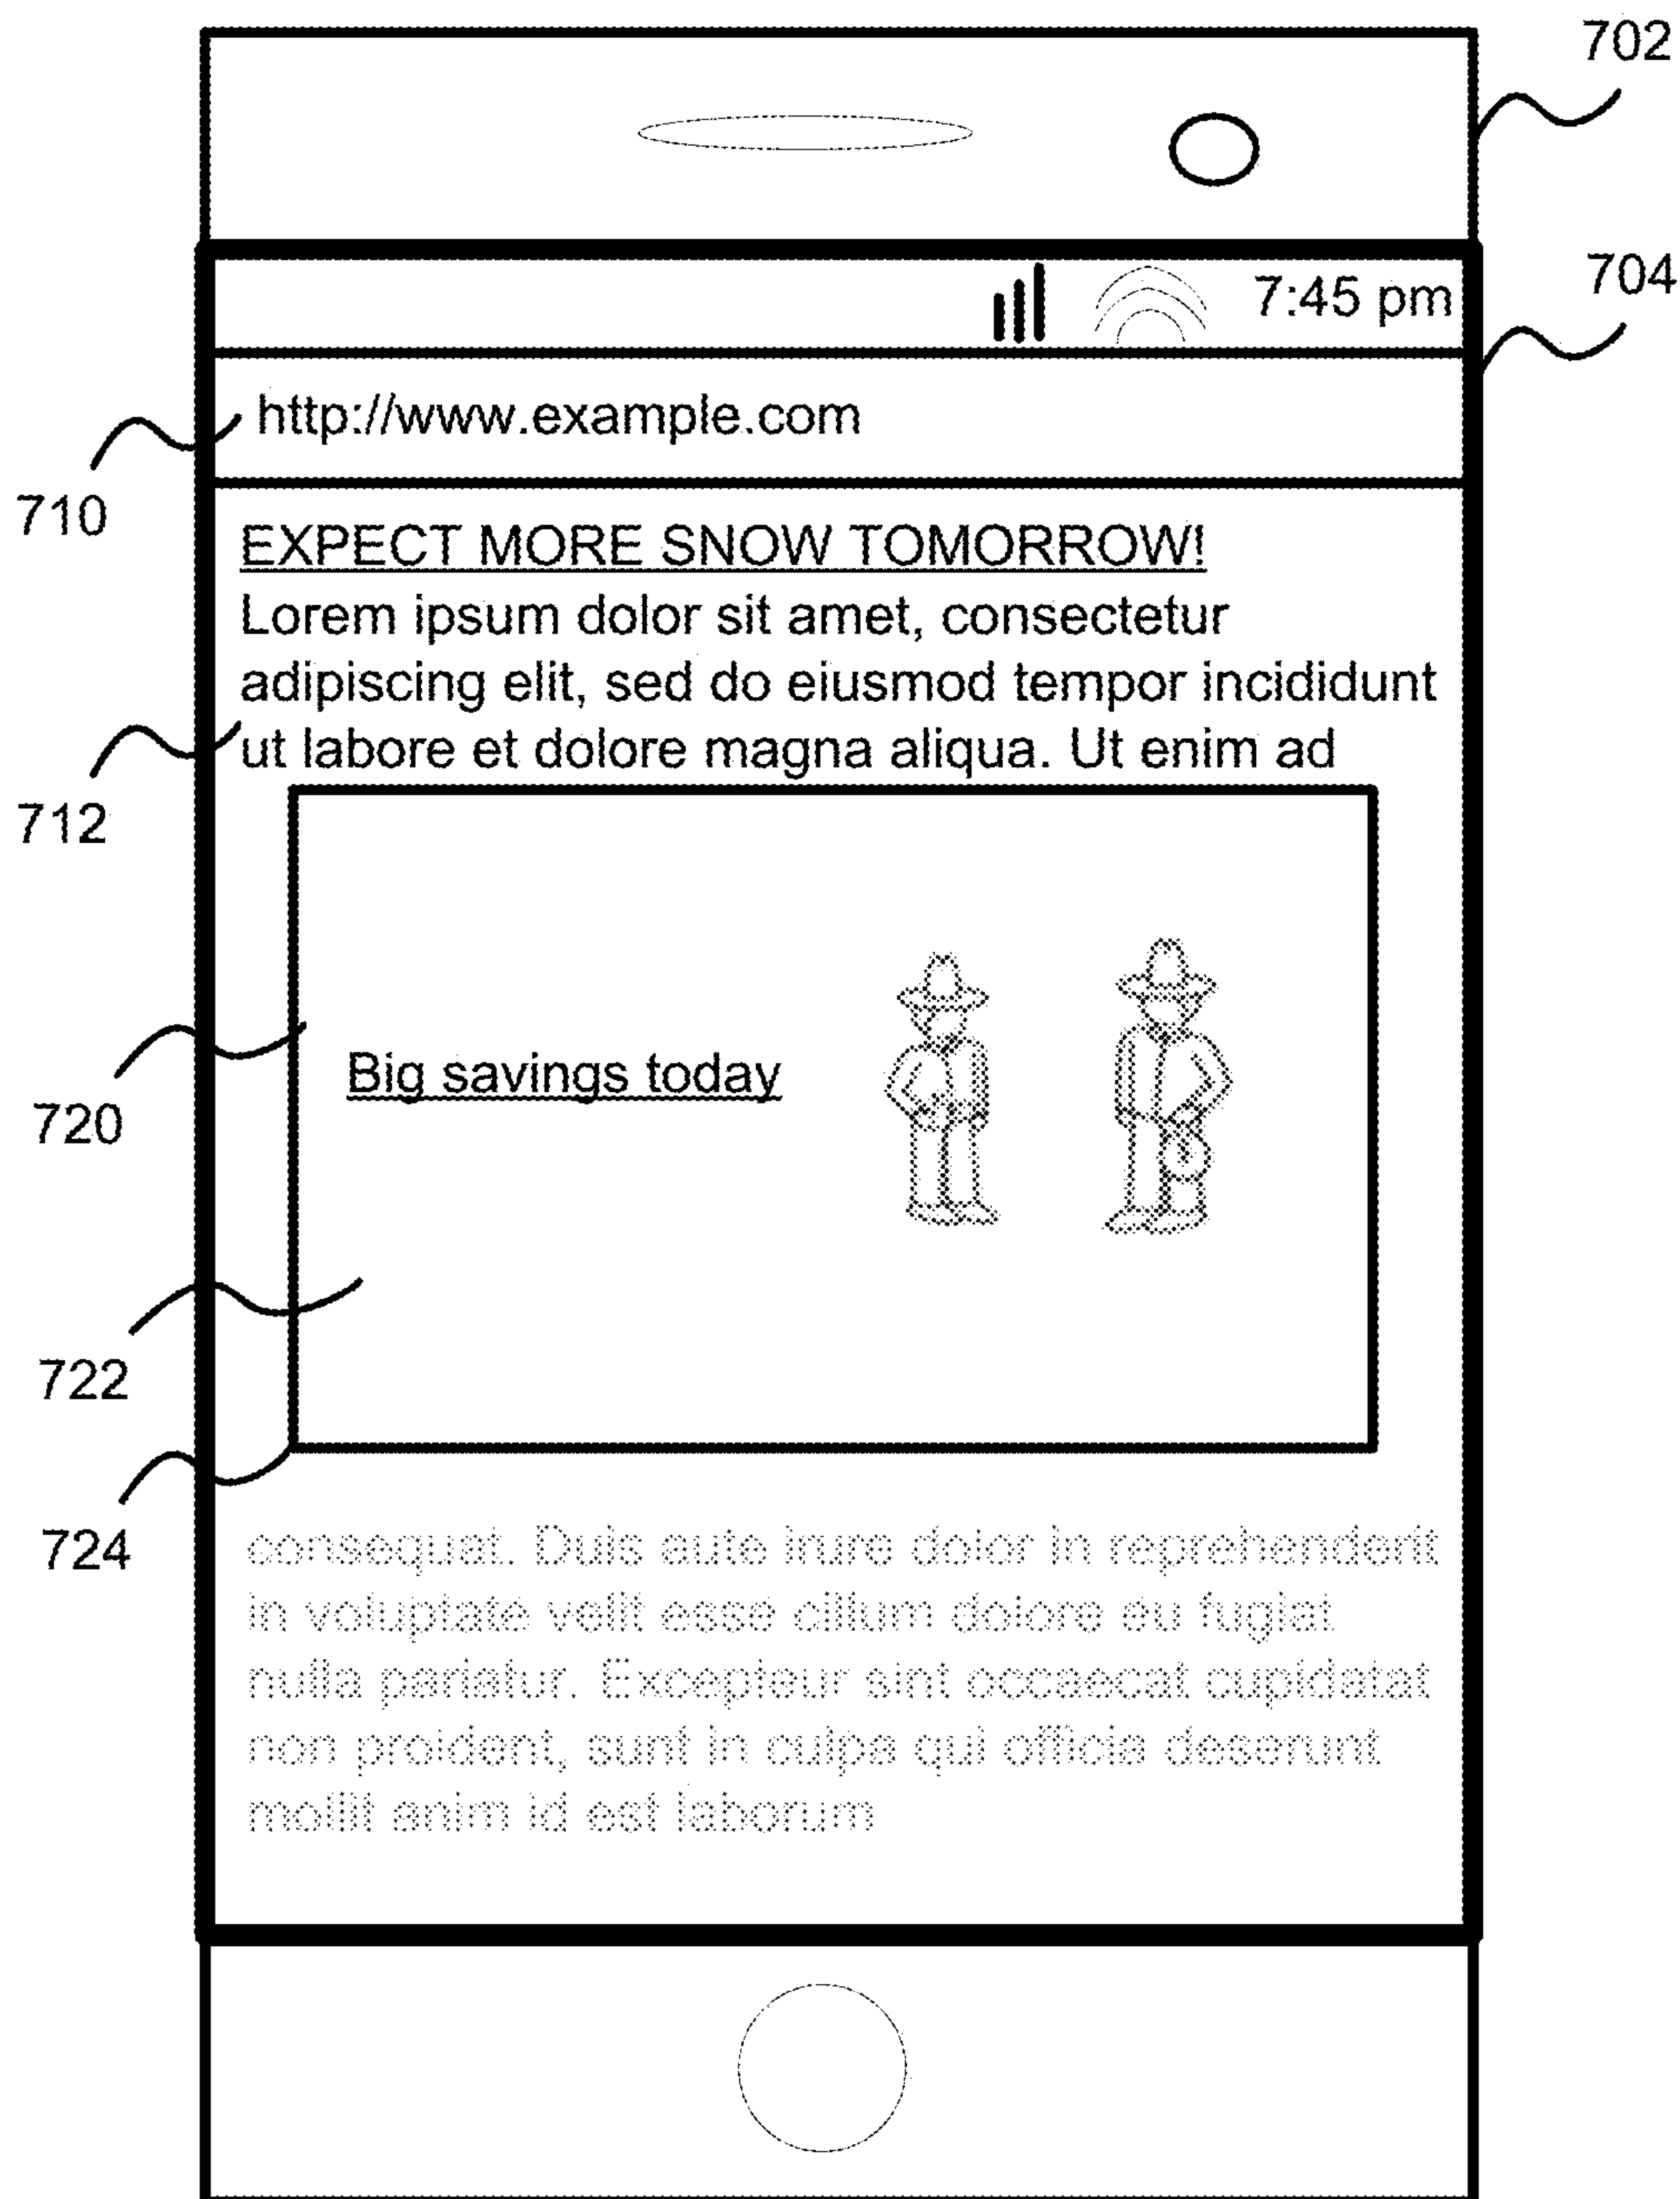 702
704
7:45 pm
http://www.example.com
710
EXPECT MORE SNOW TOMORROW!
Lorem ipsum dolor sit amet, consectetur
adipiscing elit, sed do eiusmod tempor incididunt
ut labore et dolore magna aliqua. Ut enim ad
712
Big savings today
720
722
724
consequat. Duis aute irure dolor in reprehenderit
in voluptate velit esse cillum dolore eu fugiat
nulla pariatur. Excepteur sint occaecat cupidatat
non proident, sunt in culpa qui officia deserunt
mollit anim id est laborum